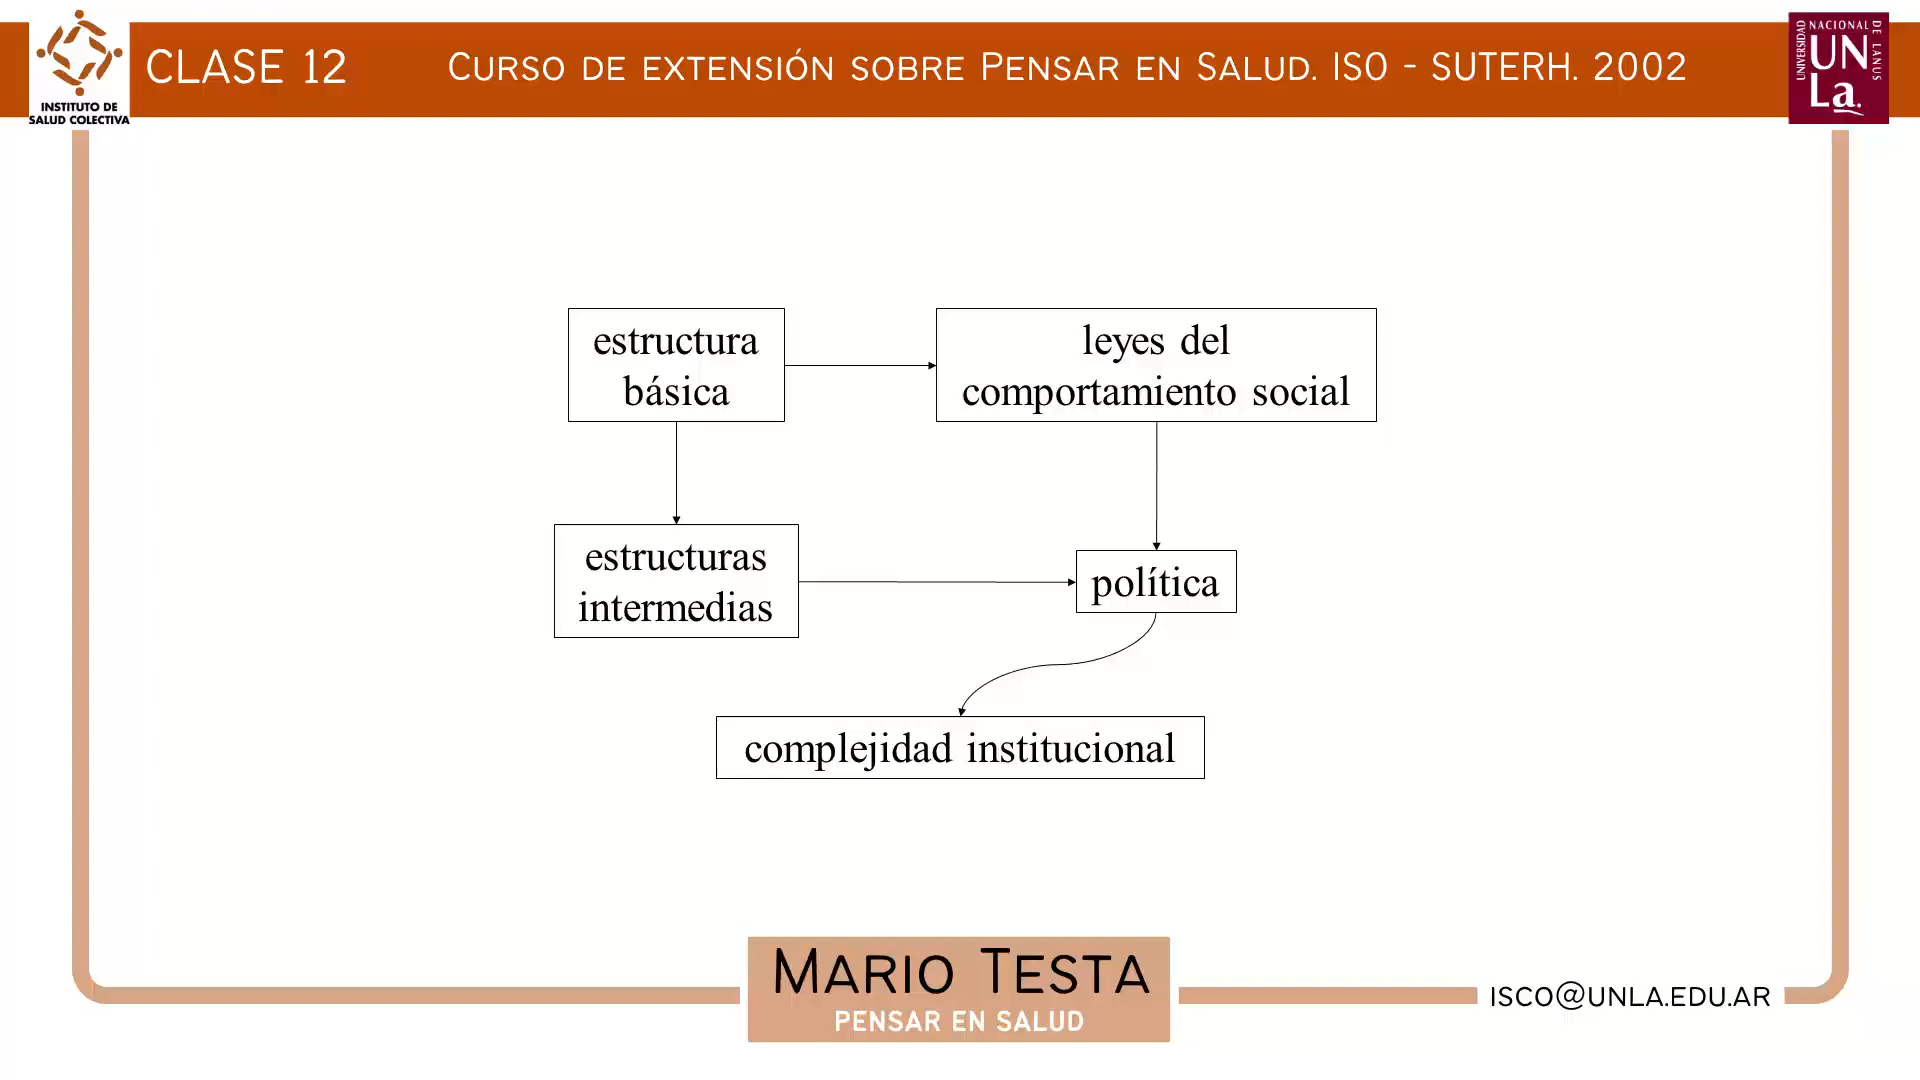 CLASE 12
CURSO DE EXTENSIÓN SOBRE PENSAR EN SALUD. ISO - SUTERH. 2002
INSTITUTO DE
SALUD COLECTIVA
UNIVERSIDAD NACIONAL DE LANUS
UN
La.
estructura
básica
leyes del
comportamiento social
estructuras
intermedias
política
complejidad institucional
MARIO TESTA
PENSAR EN SALUD
ISCO@UNLA.EDU.AR